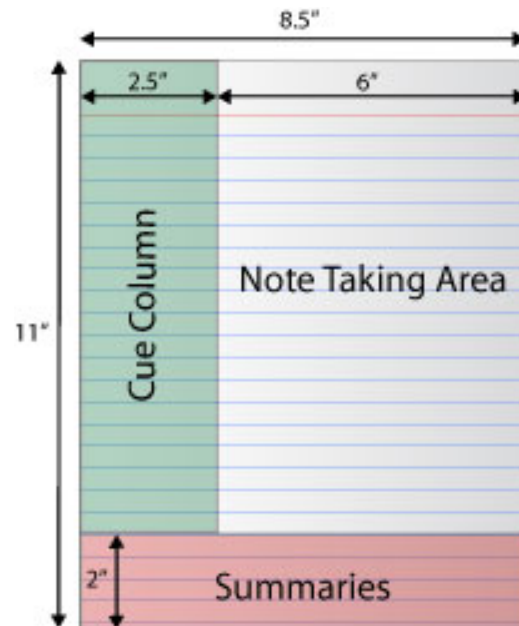 8.5"
2.5"
6"
Cue Column
Note Taking Area
11"
2"
Summaries